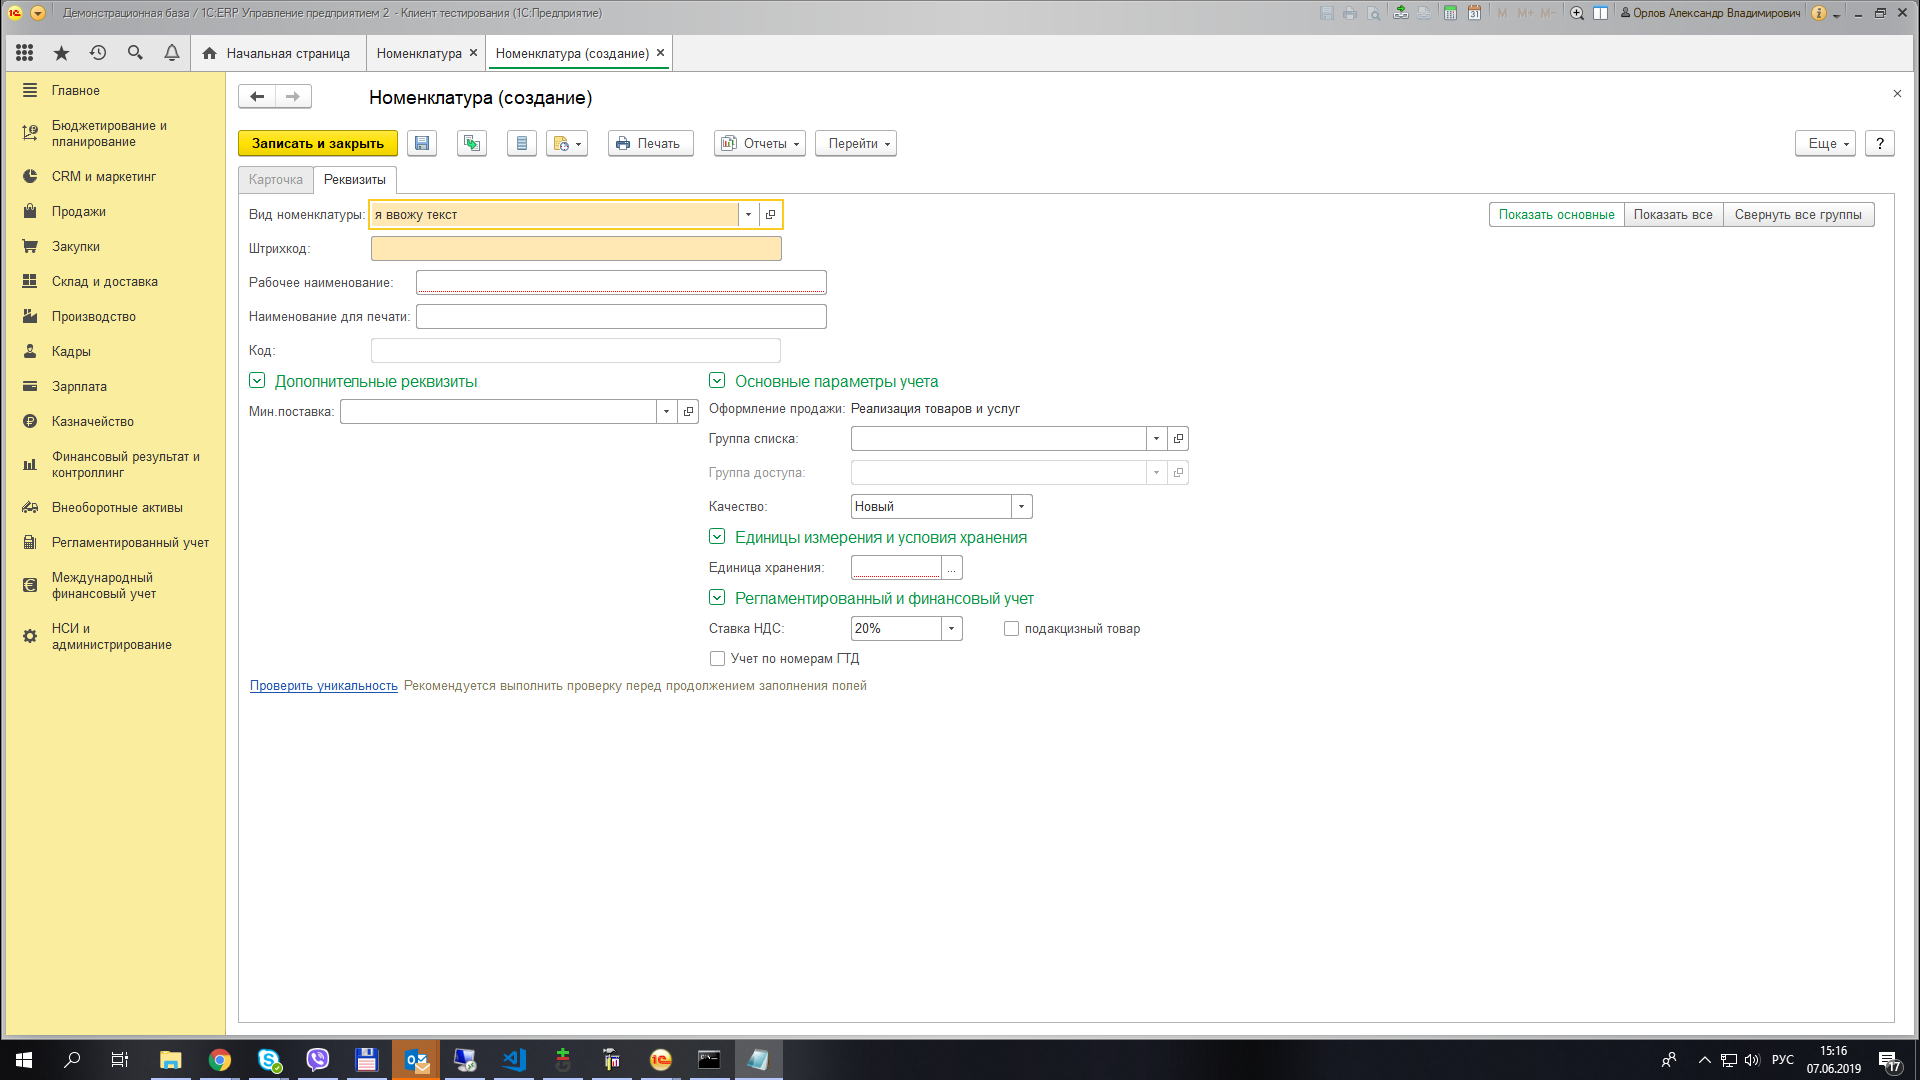 Демонстрационная база / 1С:ERP Управление предприятием 2 - Клиент тестирования (1С:Предприятие)
M M+ M- Орлов Александр Владимирович
Начальная страница Номенклатура Номенклатура (создание)
Главное
Бюджетирование и
планирование
CRM и маркетинг
Продажи
Закупки
Склад и доставка
Производство
Кадры
Зарплата
Казначейство
Финансовый результат и
контроллинг
Внеоборотные активы
Регламентированный учет
Международный
финансовый учет
НСИ и
администрирование
Номенклатура (создание)
Записать и закрыть Печать Отчеты Перейти Еще ?
Карточка Реквизиты
Вид номенклатуры: я ввожу текст Показать основные Показать все Свернуть все группы
Штрихкод:
Рабочее наименование:
Наименование для печати:
Код:
Дополнительные реквизиты
Мин.поставка:
Основные параметры учета
Оформление продажи: Реализация товаров и услуг
Группа списка:
Группа доступа:
Качество: Новый
Единицы измерения и условия хранения
Единица хранения: ...
Регламентированный и финансовый учет
Ставка НДС: 20% подакцизный товар
Учет по номерам ГТД
Проверить уникальность Рекомендуется выполнить проверку перед продолжением заполнения полей
РУС 15:16
07.06.2019
17